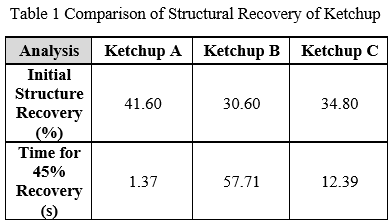 Table 1 Comparison of Structural Recovery of Ketchup
Analysis Ketchup A Ketchup B Ketchup C
Initial
Structure
Recovery
(%)
41.60 30.60 34.80
Time for
45%
Recovery
(s)
1.37 57.71 12.39